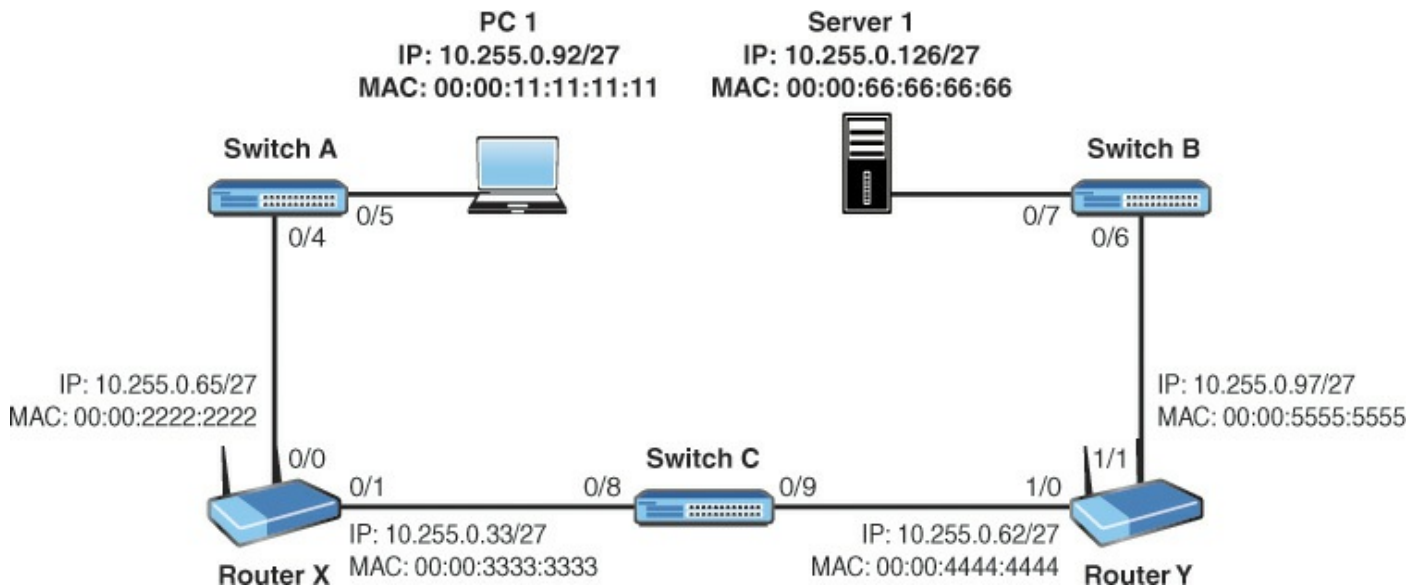 PC 1
IP: 10.255.0.92/27
MAC: 00:00:11:11:11:11
Server 1
IP: 10.255.0.126/27
MAC: 00:00:66:66:66:66
Switch A
0/5
0/4
Switch B
0/7
0/6
IP: 10.255.0.65/27
MAC: 00:00:2222:2222
IP: 10.255.0.97/27
MAC: 00:00:5555:5555
0/0
0/1
Router X
IP: 10.255.0.33/27
MAC: 00:00:3333:3333
Switch C
0/8
0/9
1/0
1/1
IP: 10.255.0.62/27
MAC: 00:00:4444:4444
Router Y